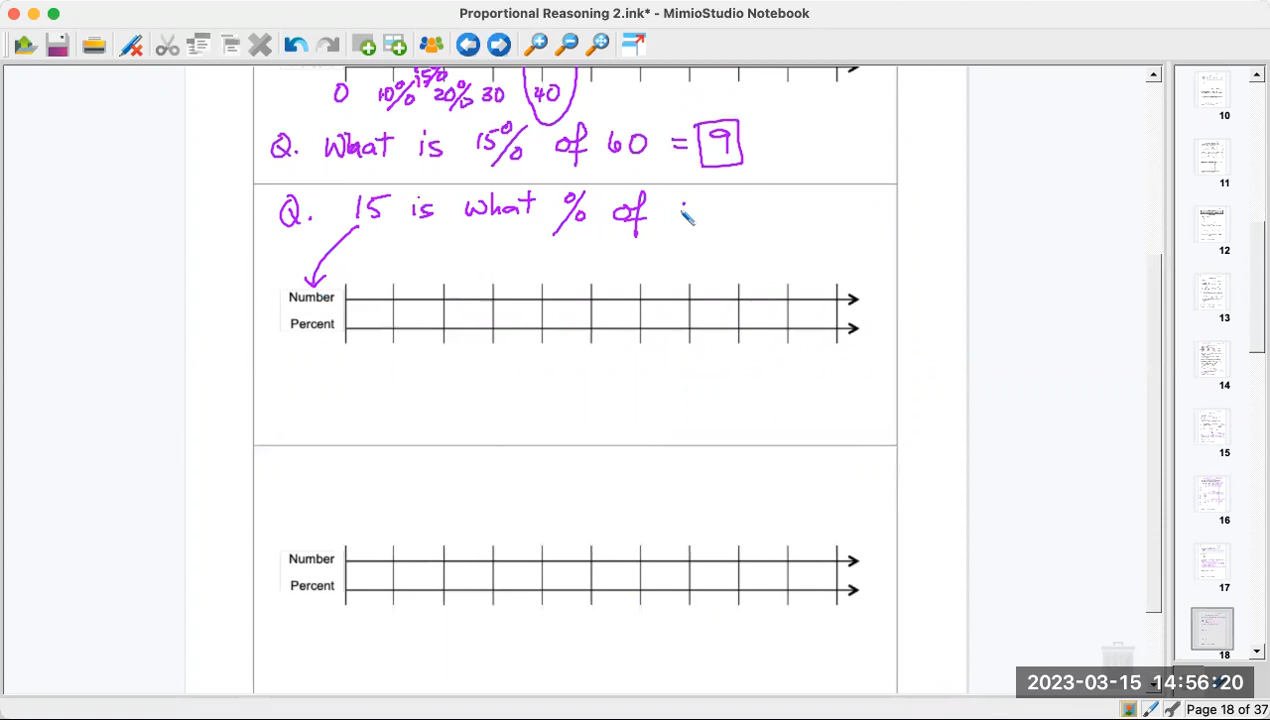 Proportional Reasoning 2.ink* - MimioStudio Notebook
0 10% 15% 20% 30 40
Q. What is 15% of 60 = 9
Q. 15 is what % of
Number
Percent
Number
Percent
10
11
12
13
14
15
16
17
18
2023-03-15 14:56:20
Page 18 of 37